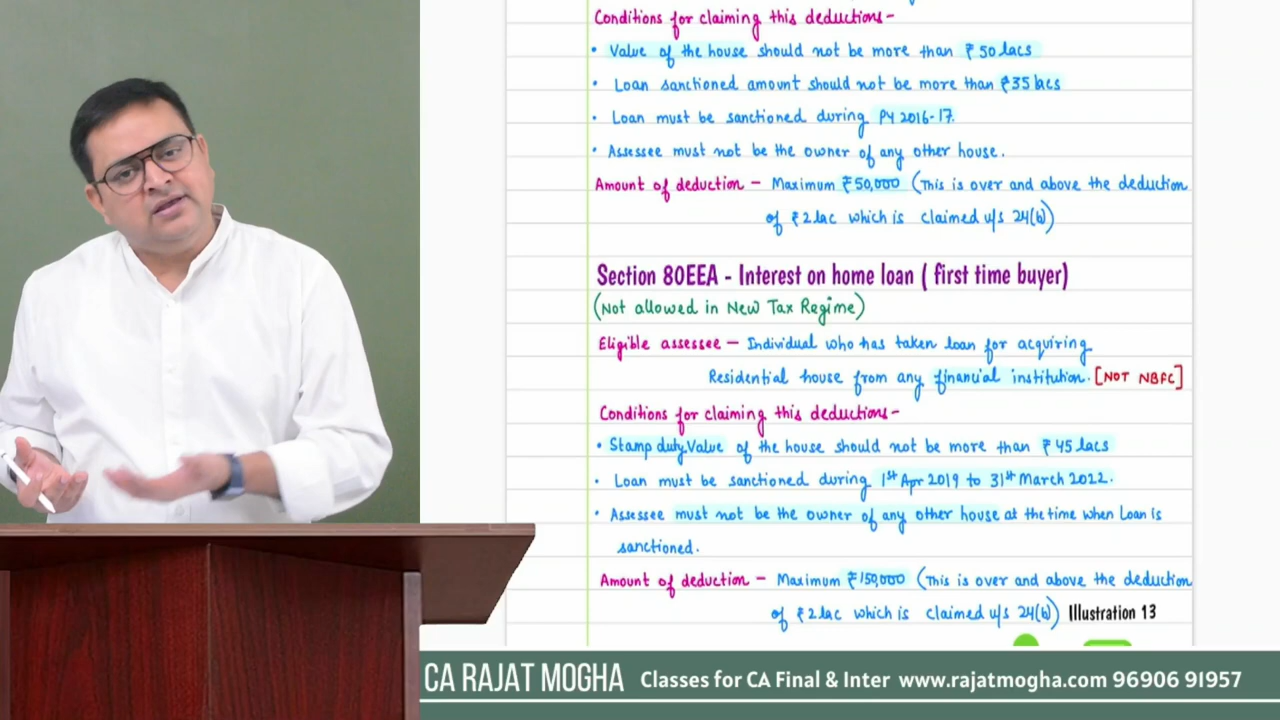 Conditions for claiming this deductions-
• Value of the house should not be more than ₹50 lacs
• Loan sanctioned amount should not be more than ₹35 lacs
• Loan must be sanctioned during PY 2016-17.
• Assessee must not be the owner of any other house.
Amount of deduction – Maximum ₹50,000 (This is over and above the deduction
of ₹2 lac which is claimed u/s 24(b)
Section 80EEA - Interest on home loan ( first time buyer)
(Not allowed in New Tax Regime)
Eligible assessee – Individual who has taken loan for acquiring
Residential house from any financial institution. [NOT NBFC]
Conditions for claiming this deductions-
• Stamp duty Value of the house should not be more than ₹45 lacs
• Loan must be sanctioned during 1st Apr 2019 to 31st March 2022.
• Assessee must not be the owner of any other house at the time when Loan is
sanctioned.
Amount of deduction – Maximum ₹150,000 (This is over and above the deduction
of ₹2 lac which is claimed u/s 24(b) Illustration 13
CA RAJAT MOGHA Classes for CA Final & Inter www.rajatmogha.com 96906 91957